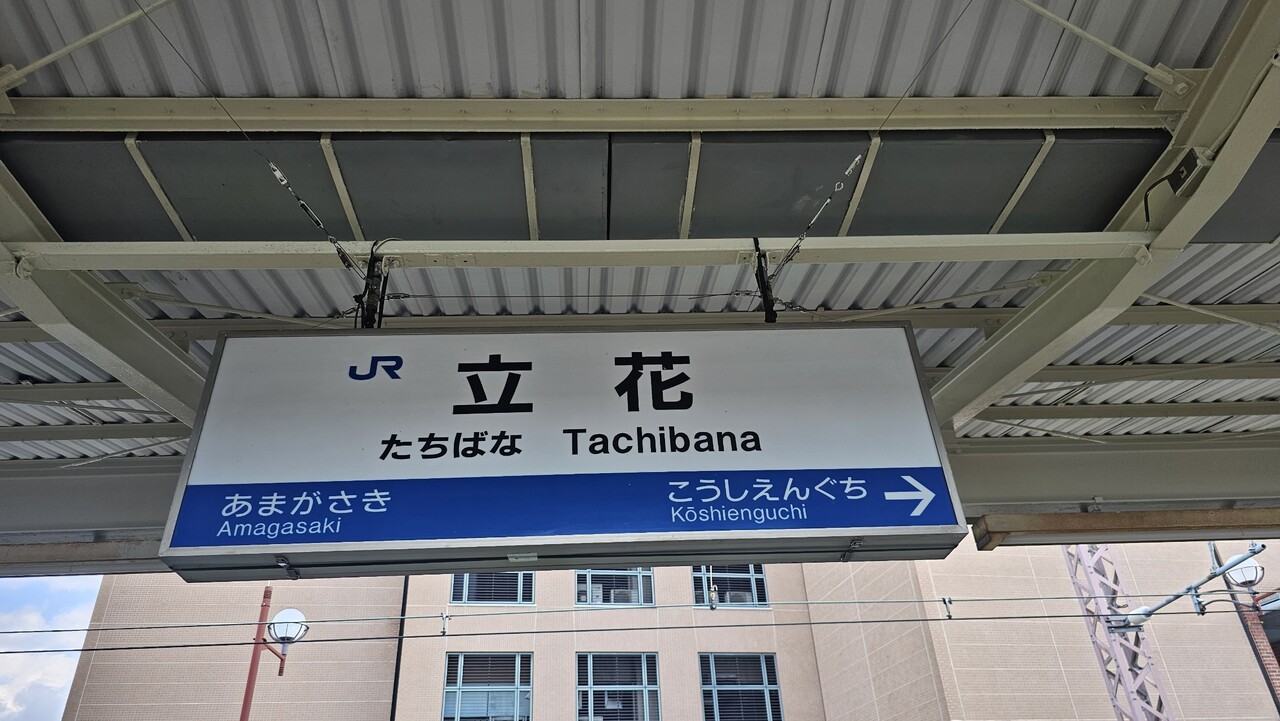 JR 立花
たちばな Tachibana
あまがさき こうしえんぐち →
Amagasaki Kōshienguchi